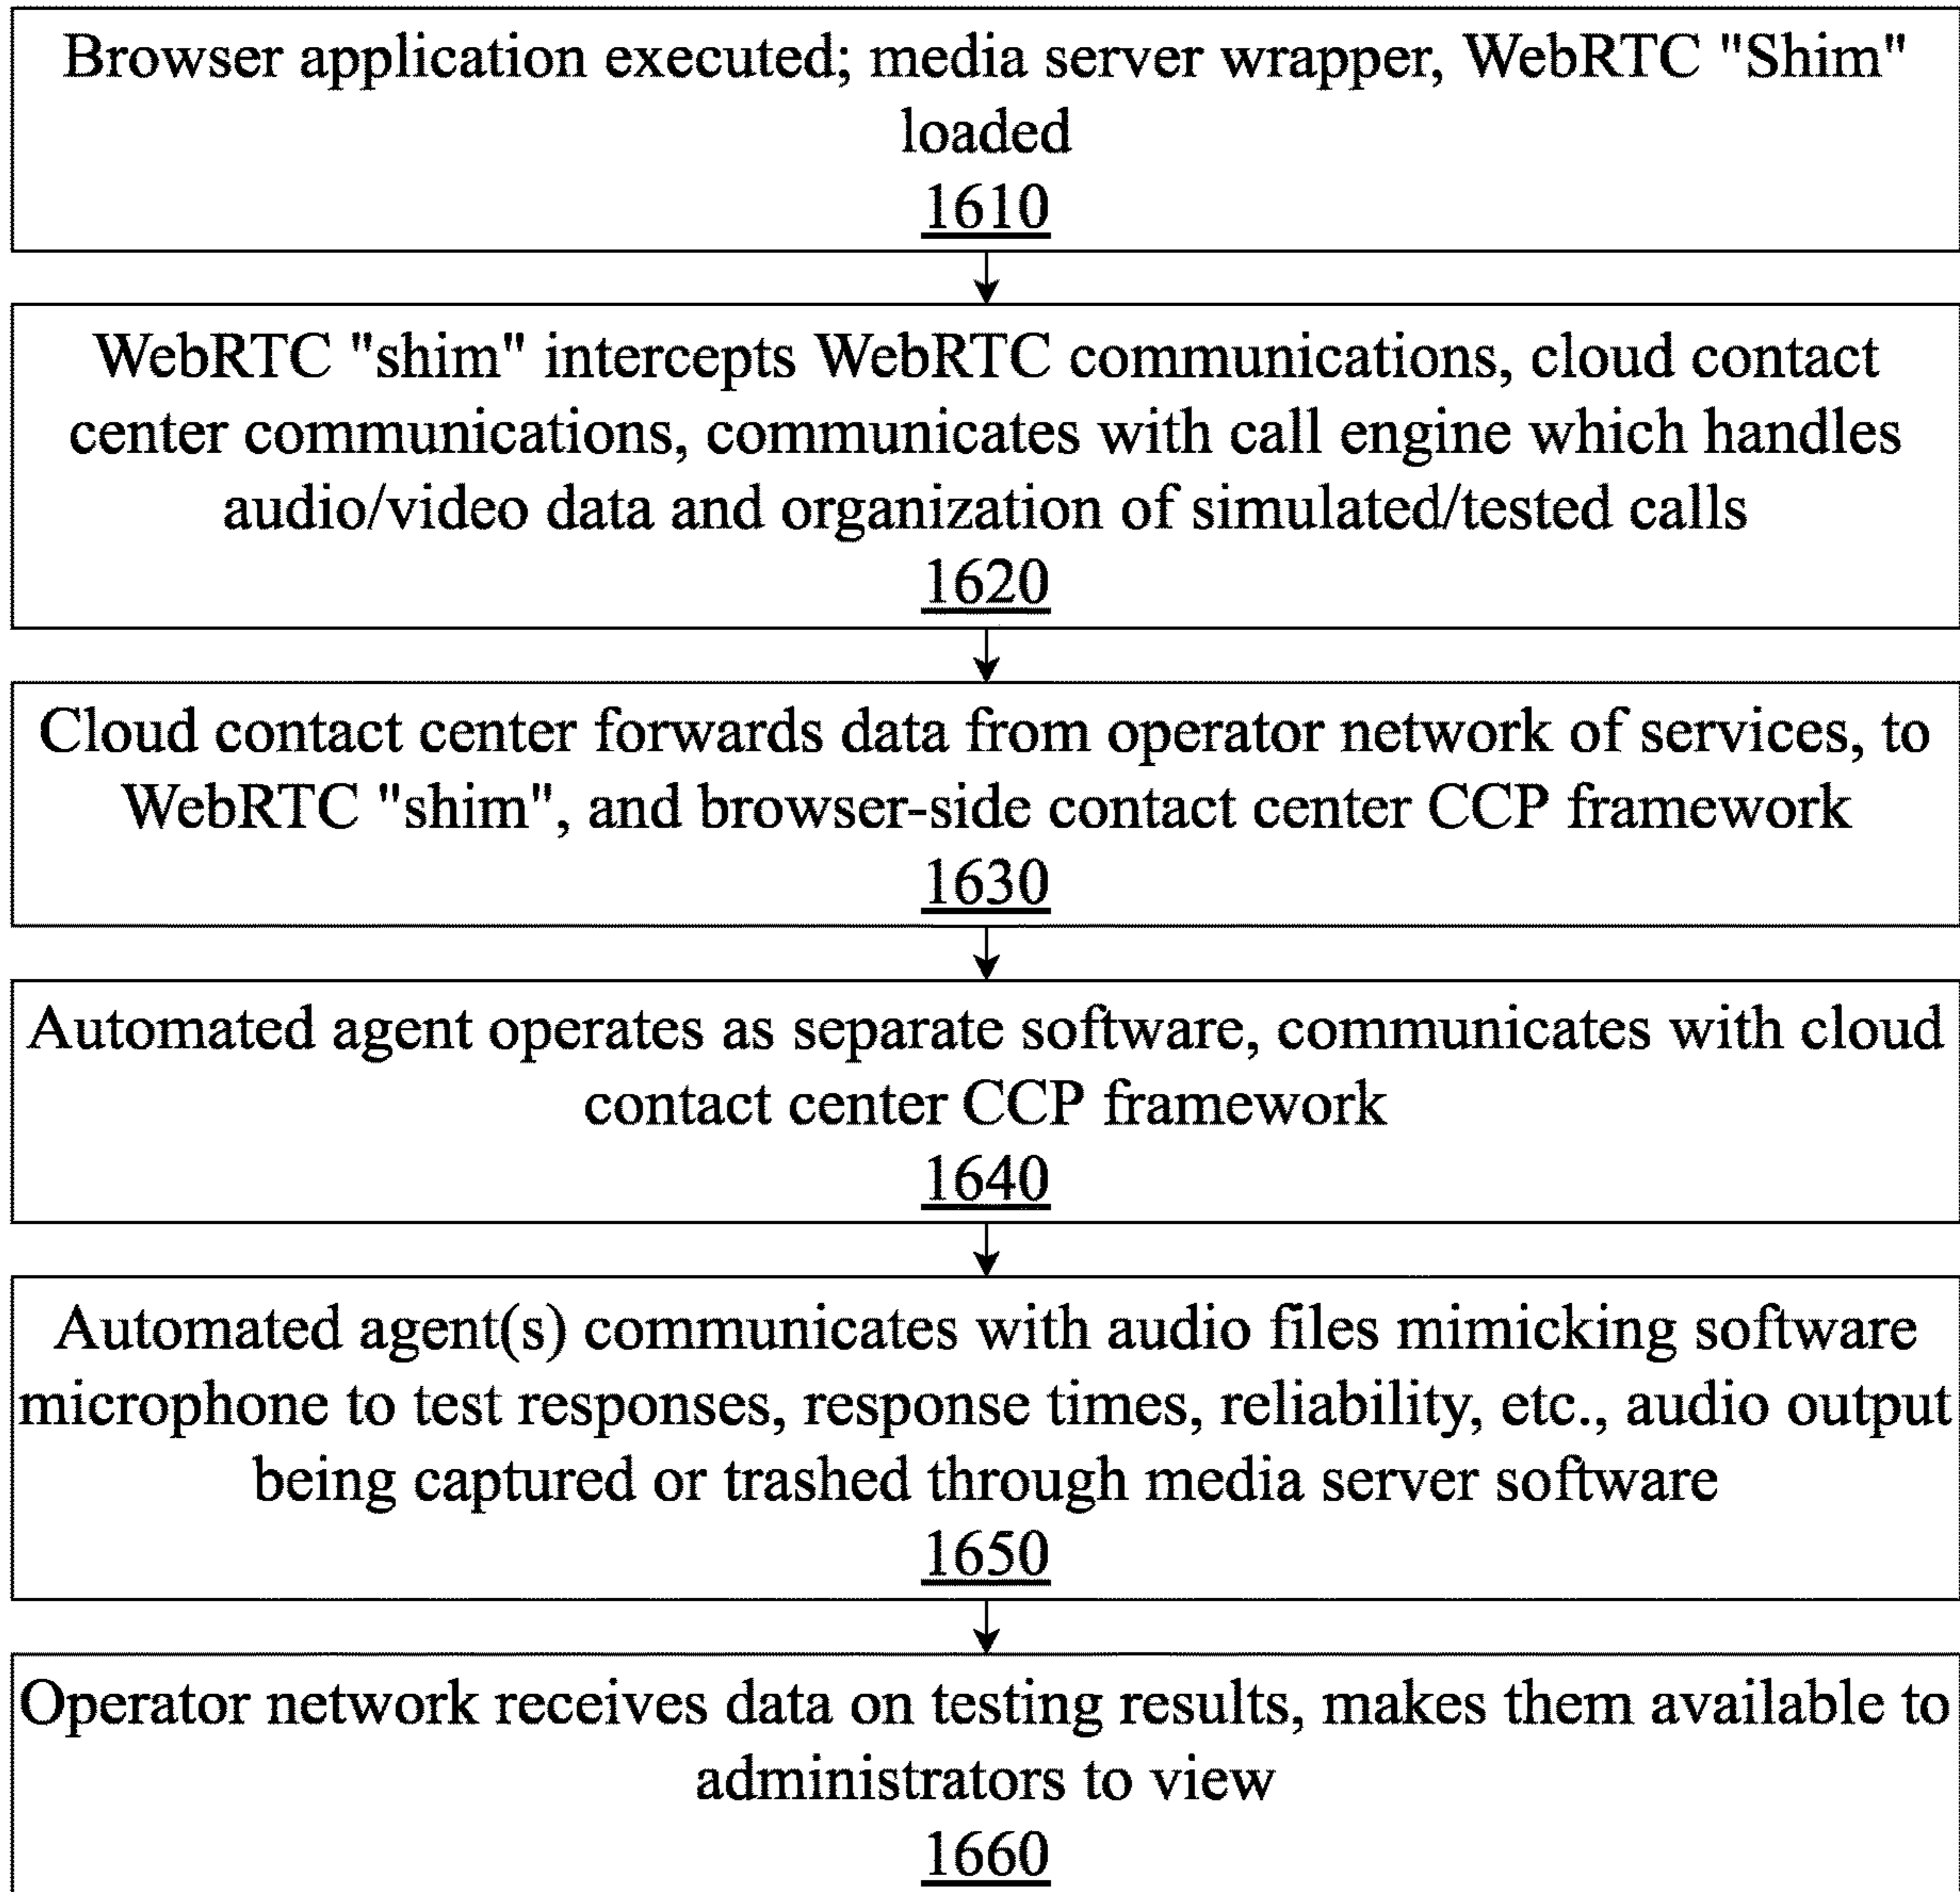 Browser application executed; media server wrapper, WebRTC "Shim"
loaded
1610
WebRTC "shim" intercepts WebRTC communications, cloud contact
center communications, communicates with call engine which handles
audio/video data and organization of simulated/tested calls
1620
Cloud contact center forwards data from operator network of services, to
WebRTC "shim", and browser-side contact center CCP framework
1630
Automated agent operates as separate software, communicates with cloud
contact center CCP framework
1640
Automated agent(s) communicates with audio files mimicking software
microphone to test responses, response times, reliability, etc., audio output
being captured or trashed through media server software
1650
Operator network receives data on testing results, makes them available to
administrators to view
1660